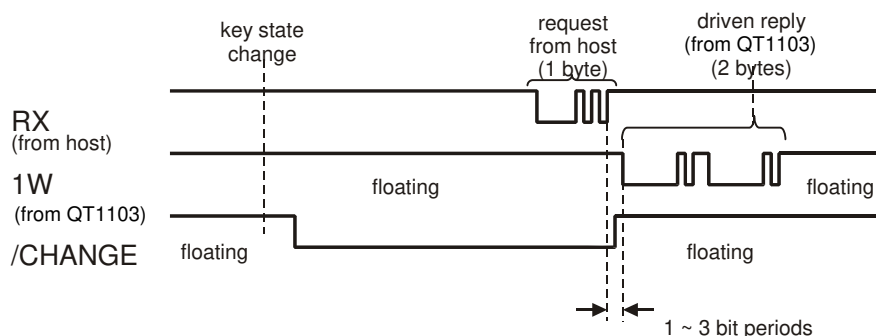 key state
change
request
from host
(1 byte)
driven reply
(from QT1103)
(2 bytes)
RX
(from host)
1W
floating
floating
(from QT1103)
/CHANGE
floating
floating
1 ~ 3 bit periods